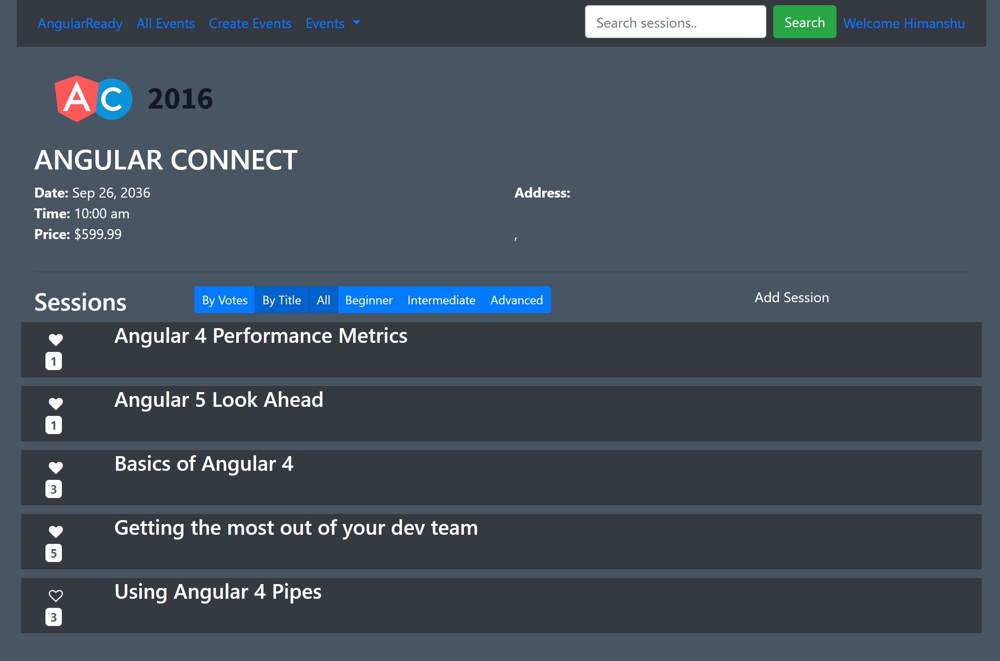 AngularReady All Events Create Events Events Search sessions.. Search Welcome Himanshu
AC 2016
ANGULAR CONNECT
Date: Sep 26, 2036
Address:
Time: 10:00 am
Price: $599.99
,
Sessions By Votes By Title All Beginner Intermediate Advanced Add Session
Angular 4 Performance Metrics
1
Angular 5 Look Ahead
1
Basics of Angular 4
3
Getting the most out of your dev team
5
Using Angular 4 Pipes
3